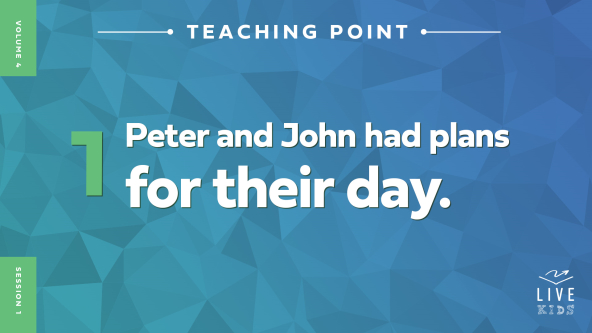 VOLUME 4
TEACHING POINT
1
Peter and John had plans
for their day.
SESSION 1
LIVE
KIDS